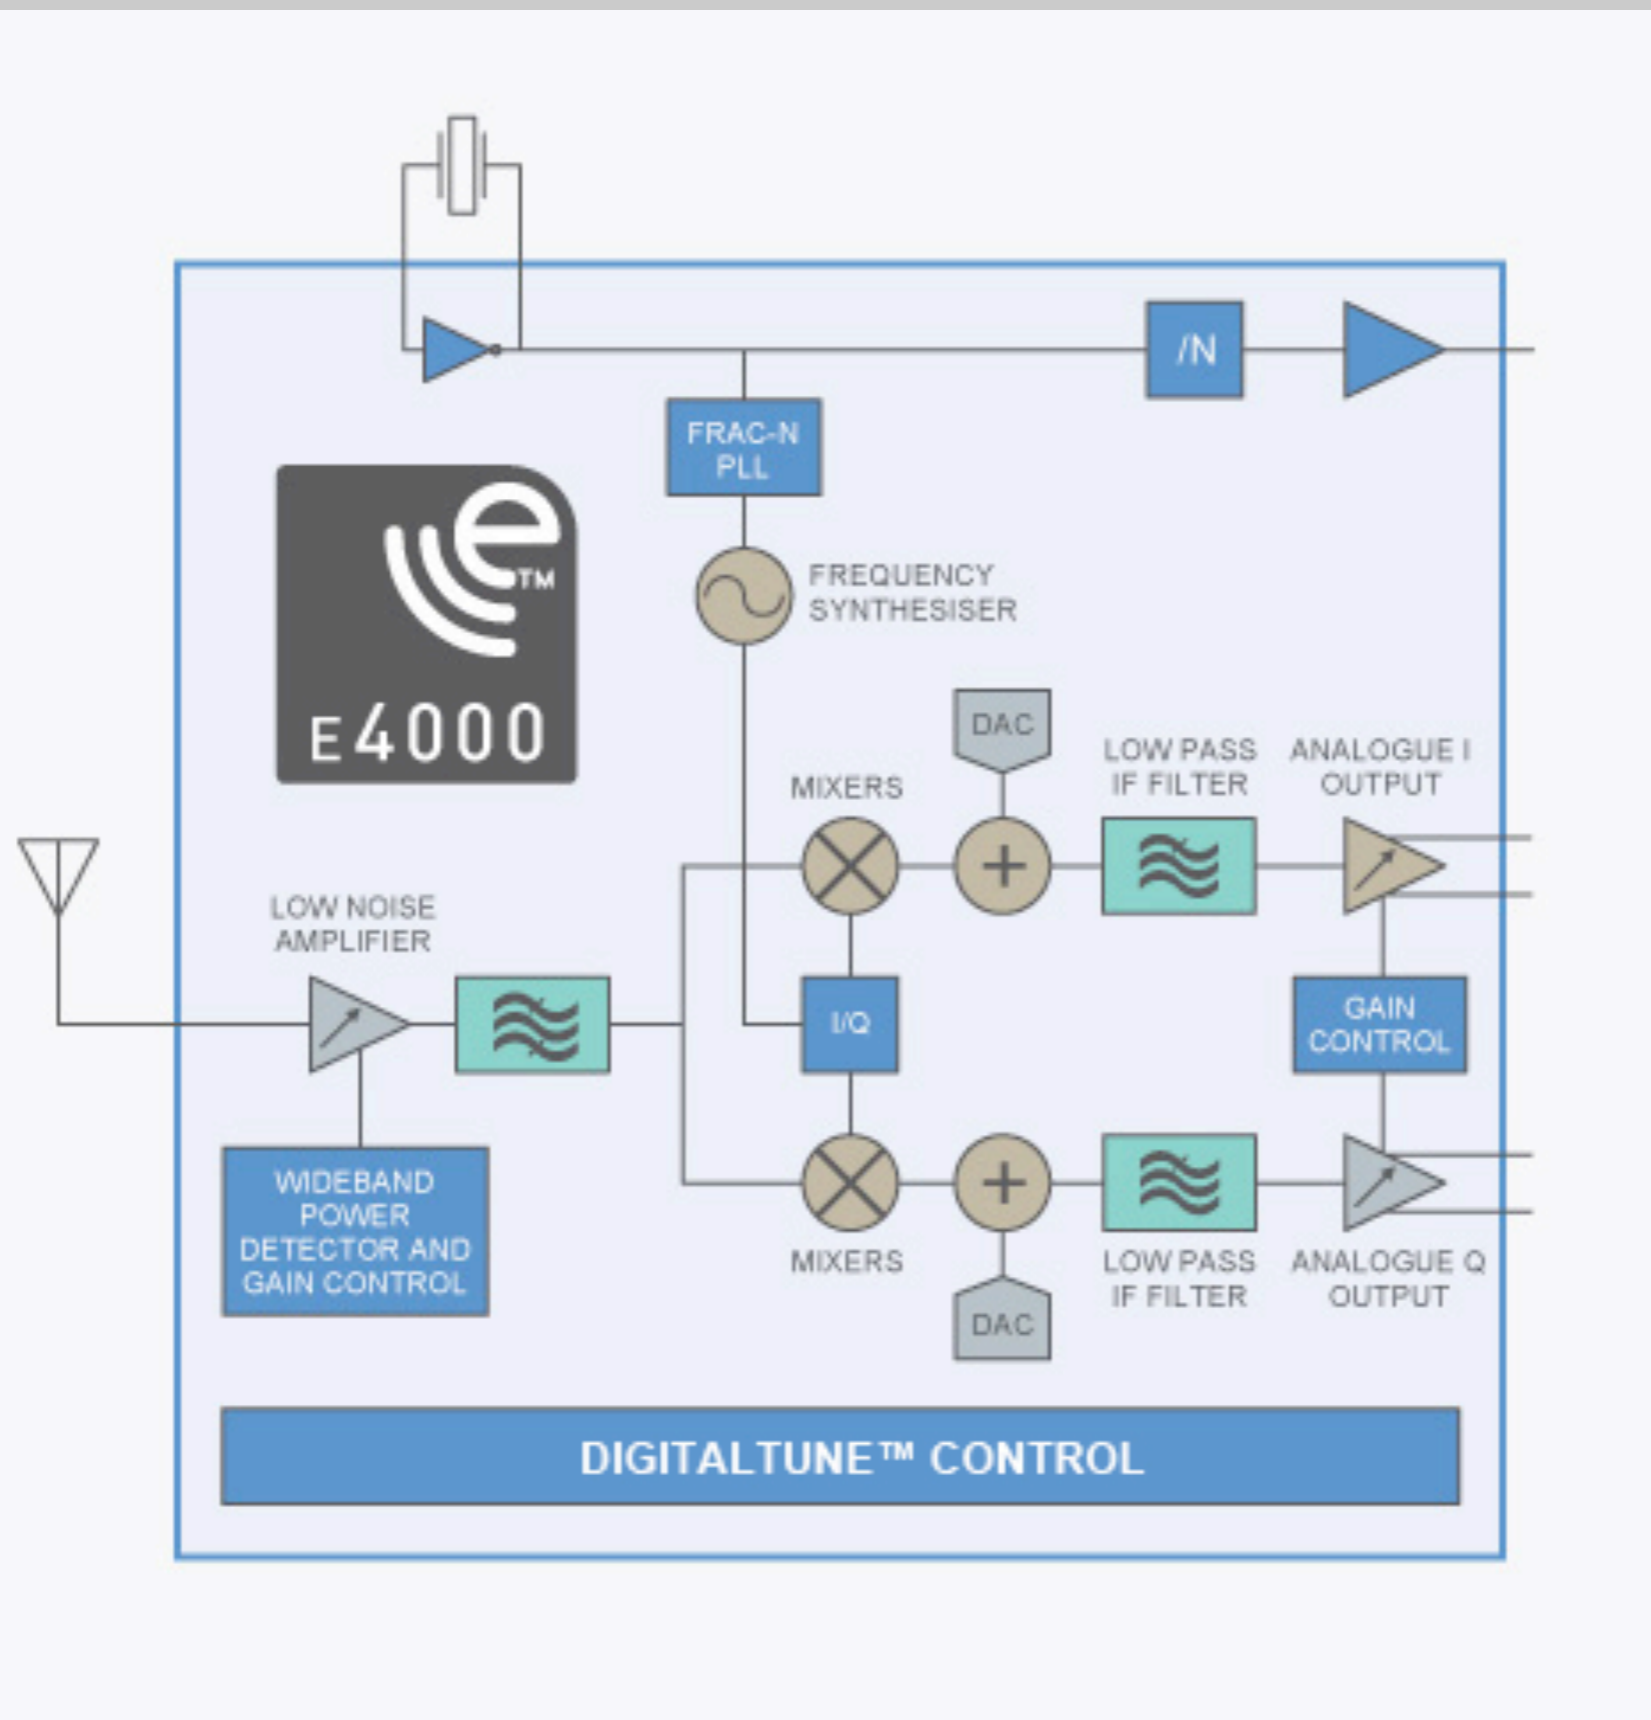 /N
FRAC-N
PLL
e™
E4000
FREQUENCY
SYNTHESISER
DAC
MIXERS
LOW PASS
IF FILTER
ANALOGUE I
OUTPUT
LOW NOISE
AMPLIFIER
I/Q
GAIN
CONTROL
WIDEBAND
POWER
DETECTOR AND
GAIN CONTROL
MIXERS
LOW PASS
IF FILTER
ANALOGUE Q
OUTPUT
DAC
DIGITALTUNE™ CONTROL